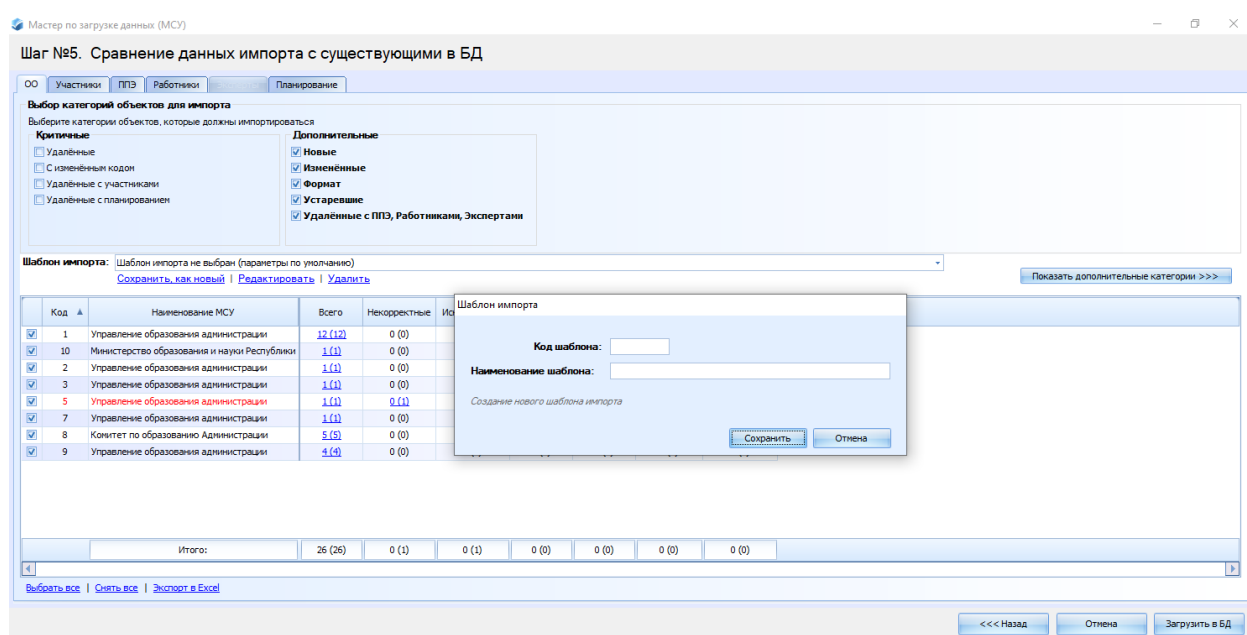 Мастер по загрузке данных (МСУ)
Шаг №5. Сравнение данных импорта с существующими в БД
ОО Участники ППЭ Работники Планирование
Выбор категорий объектов для импорта
Выберите категории объектов, которые должны импортироваться
Критичные Дополнительные
Удалённые Новые
С изменённым кодом Изменённые
Удалённые с участниками Формат
Удалённые с планированием Устаревшие
Удалённые с ППЭ, Работниками, Экспертами
Шаблон импорта: Шаблон импорта не выбран (параметры по умолчанию)
Сохранить, как новый | Редактировать | Удалить
Показать дополнительные категории >>>
Код Наименование МСУ Всего Некорректные
1 Управление образования администрации 12 (12) 0 (0)
10 Министерство образования и науки Республики 1 (1) 0 (0)
2 Управление образования администрации 1 (1) 0 (0)
3 Управление образования администрации 1 (1) 0 (0)
5 Управление образования администрации 1 (1) 0 (1)
7 Управление образования администрации 1 (1) 0 (0)
8 Комитет по образованию Администрации 5 (5) 0 (0)
9 Управление образования администрации 4 (4) 0 (0)
Шаблон импорта
Код шаблона:
Наименование шаблона:
Создание нового шаблона импорта
Сохранить Отмена
Итого: 26 (26) 0 (1) 0 (1) 0 (0) 0 (0) 0 (0) 0 (0)
Выбрать все | Снять все | Экспорт в Excel
<<< Назад Отмена Загрузить в БД